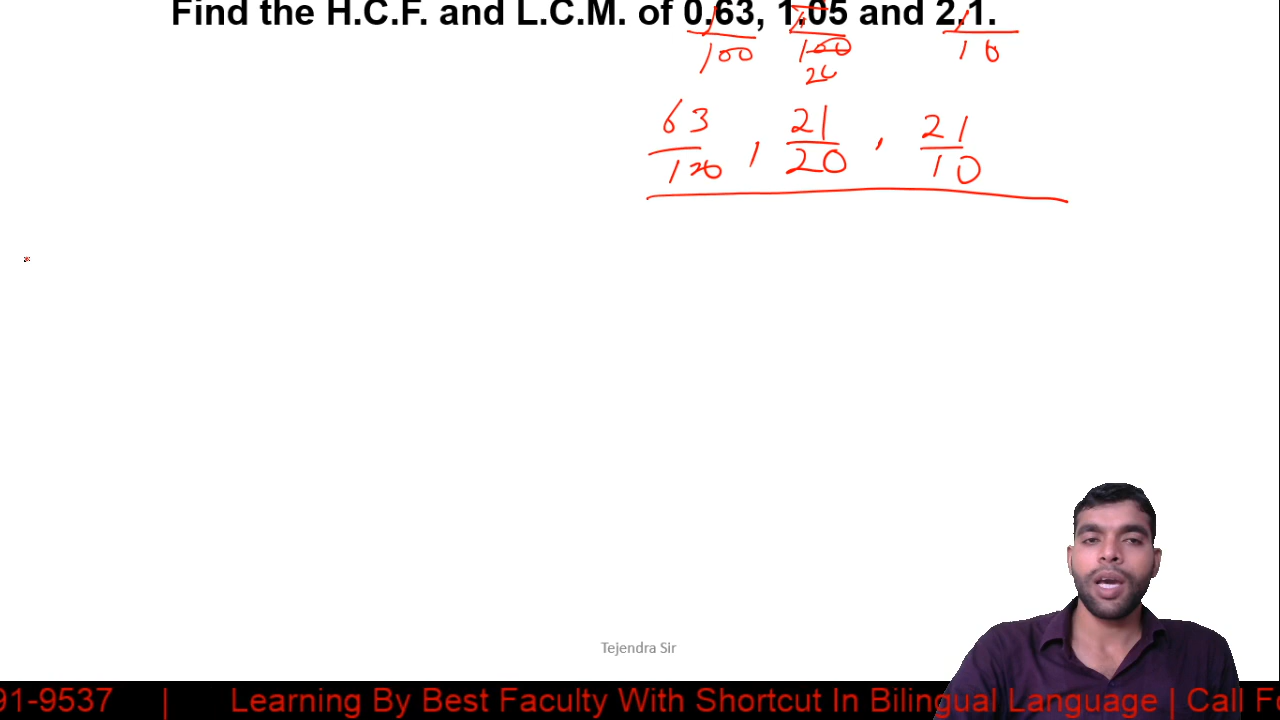 Find the H.C.F. and L.C.M. of 0.63, 1.05 and 2.1.
100 100 10
20
63 , 21 , 21
100 20 10
Tejendra Sir
91-9537 | Learning By Best Faculty With Shortcut In Bilingual Language | Call F